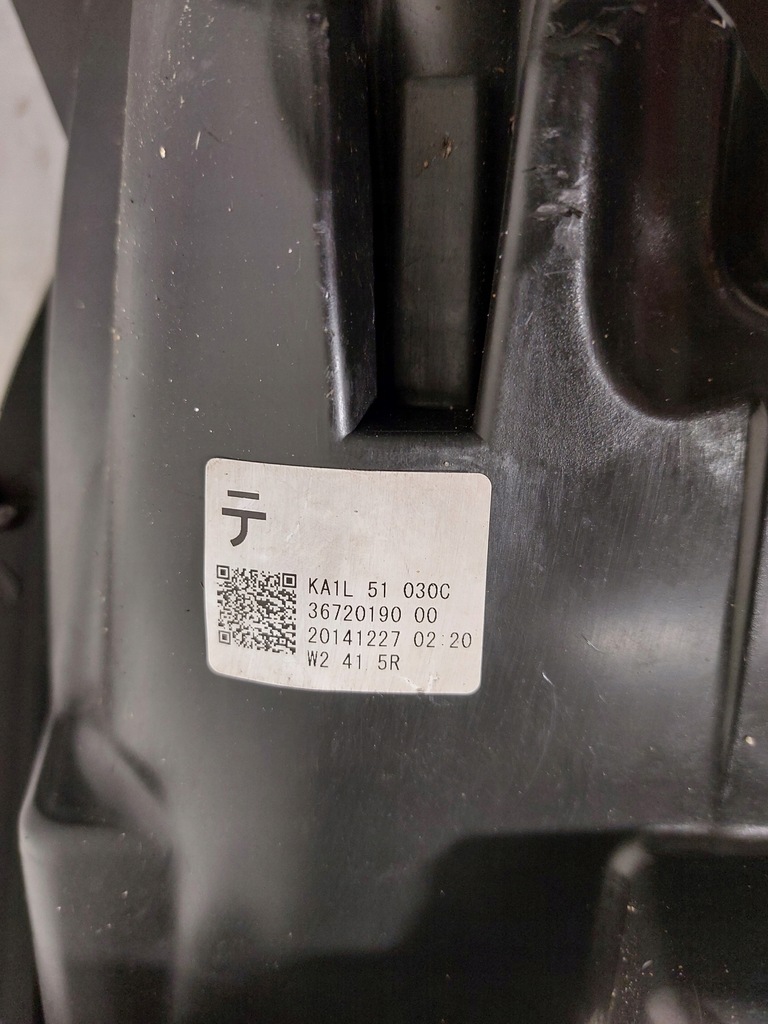 テ
KA1L 51 030C
36720190 00
20141227 02:20
W2 41 5R